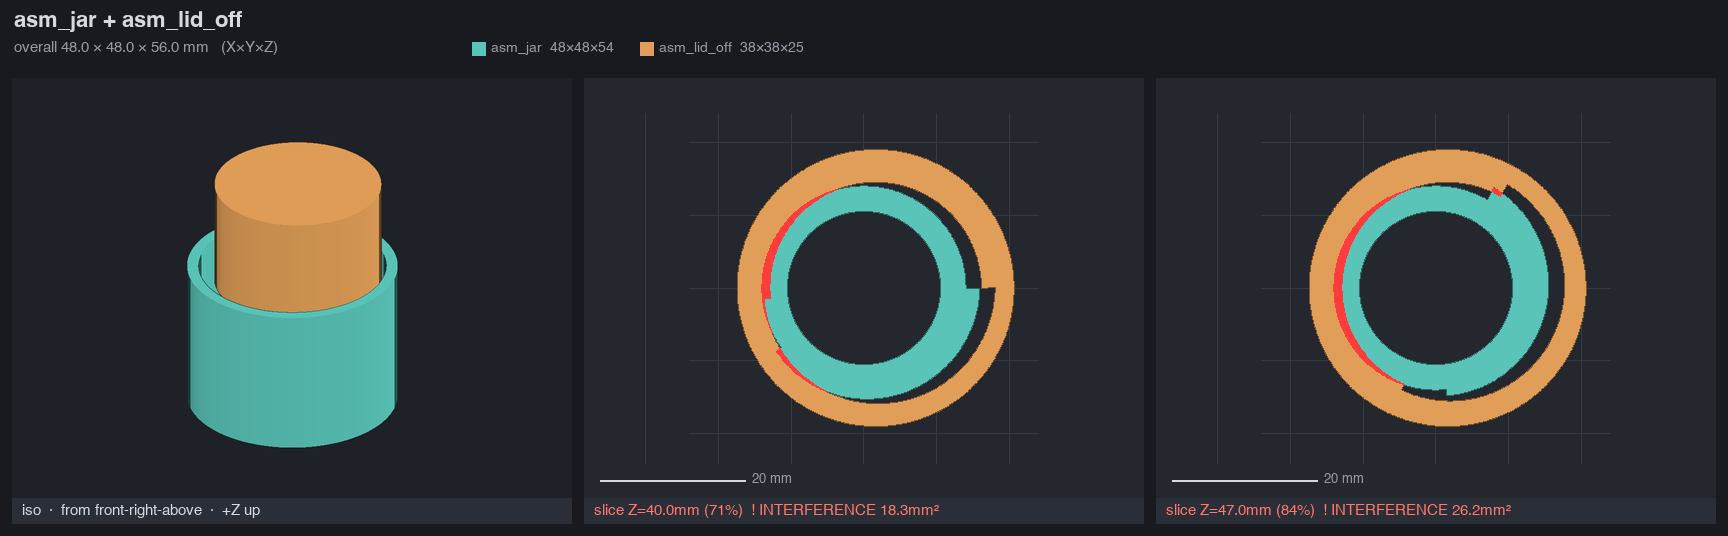 asm_jar + asm_lid_off
overall 48.0 × 48.0 × 56.0 mm (X×Y×Z)
asm_jar 48×48×54
asm_lid_off 38×38×25
20 mm
20 mm
iso · from front-right-above · +Z up
slice Z=40.0mm (71%) ! INTERFERENCE 18.3mm²
slice Z=47.0mm (84%) ! INTERFERENCE 26.2mm²